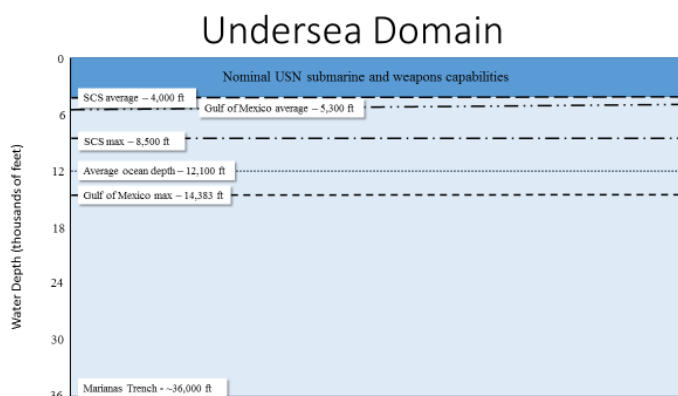 Undersea Domain
0
Nominal USN submarine and weapons capabilities
SCS average – 4,000 ft
Gulf of Mexico average – 5,300 ft
6
SCS max – 8,500 ft
12
Average ocean depth – 12,100 ft
Gulf of Mexico max – 14,383 ft
18
Water Depth (thousands of feet)
24
30
Marianas Trench - ~36,000 ft
36